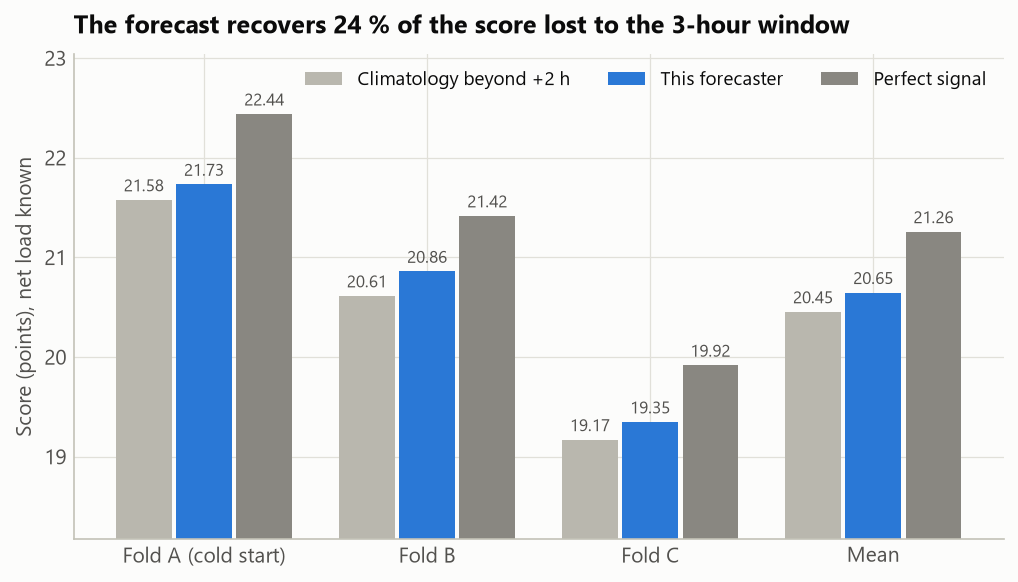 The forecast recovers 24 % of the score lost to the 3-hour window
Climatology beyond +2 h
This forecaster
Perfect signal
Score (points), net load known
23
22
21
20
19
21.58
21.73
22.44
20.61
20.86
21.42
19.17
19.35
19.92
20.45
20.65
21.26
Fold A (cold start)
Fold B
Fold C
Mean